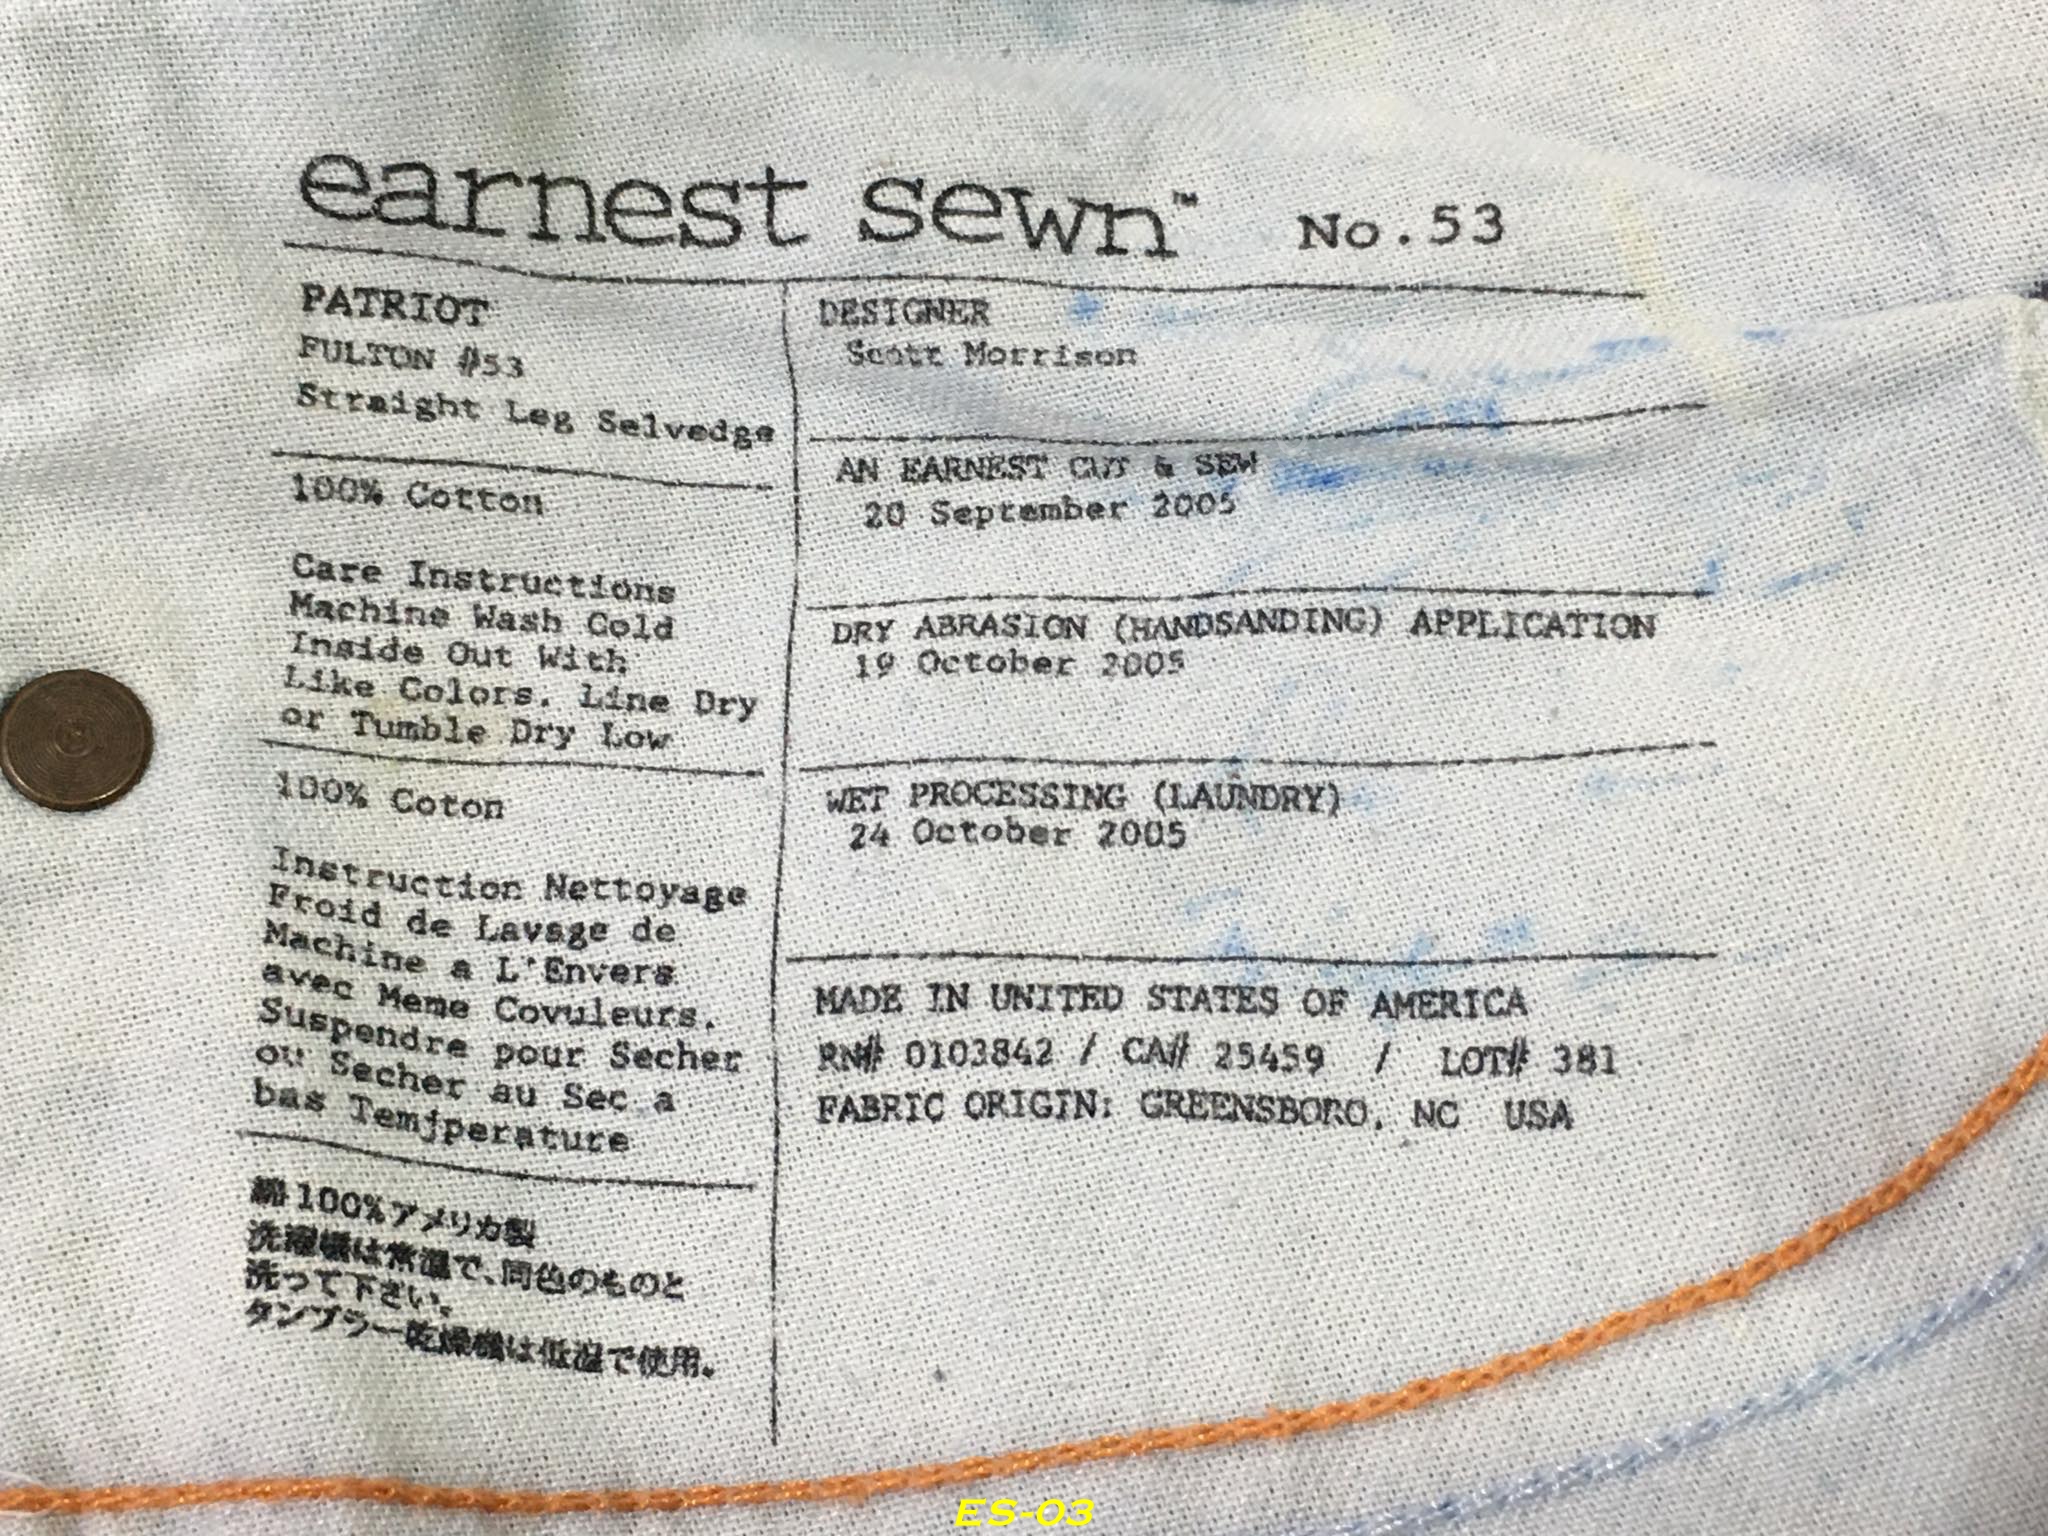 earnest sewn™ No.53
PATRIOT
FULTON #53
Straight Leg Selvedge
100% Cotton
Care Instructions
Machine Wash Cold
Inside Out With
Like Colors. Line Dry
or Tumble Dry Low
100% Coton
Instruction Nettoyage
Froid de Lavage de
Machine a L'Envers
avec Meme Covuleurs.
Suspendre pour Secher
ou Secher au Sec a
bas Temjperature
綿100%アメリカ製
洗濯機は常温で、同色のものと
洗って下さい。
タンブラー乾燥機は低温で使用。
DESIGNER
Scott Morrison
AN EARNEST CUT & SEW
20 September 2005
DRY ABRASION (HANDSANDING) APPLICATION
19 October 2005
WET PROCESSING (LAUNDRY)
24 October 2005
MADE IN UNITED STATES OF AMERICA
RN# 0103842 / CA# 25459 / LOT# 381
FABRIC ORIGIN: GREENSBORO, NC USA
ES-03